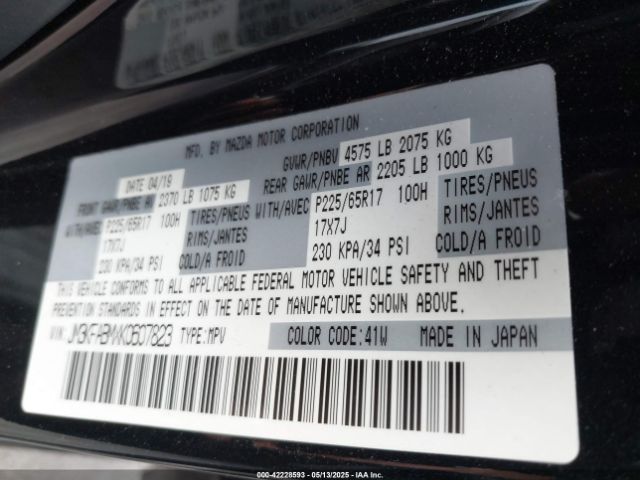 MFD. BY MAZDA MOTOR CORPORATION
DATE 04/19 GVWR/PNBV 4575 LB 2075 KG
FRONT GAWR/PNBE AV 2370 LB 1075 KG REAR GAWR/PNBE AR 2205 LB 1000 KG
WITH/AVEC P225/65R17 100H TIRES/PNEUS WITH/AVEC P225/65R17 100H TIRES/PNEUS
17X7J RIMS/JANTES 17X7J RIMS/JANTES
230 KPA/34 PSI COLD/A FROID 230 KPA/34 PSI COLD/A FROID
THIS VEHICLE CONFORMS TO ALL APPLICABLE FEDERAL MOTOR VEHICLE SAFETY AND THEFT
PREVENTION STANDARDS IN EFFECT ON THE DATE OF MANUFACTURE SHOWN ABOVE.
VIN: JM3KFABMXK0607823 TYPE:MPV COLOR CODE:41W MADE IN JAPAN
000-42228593 | 05/13/2025 | IAA Inc.